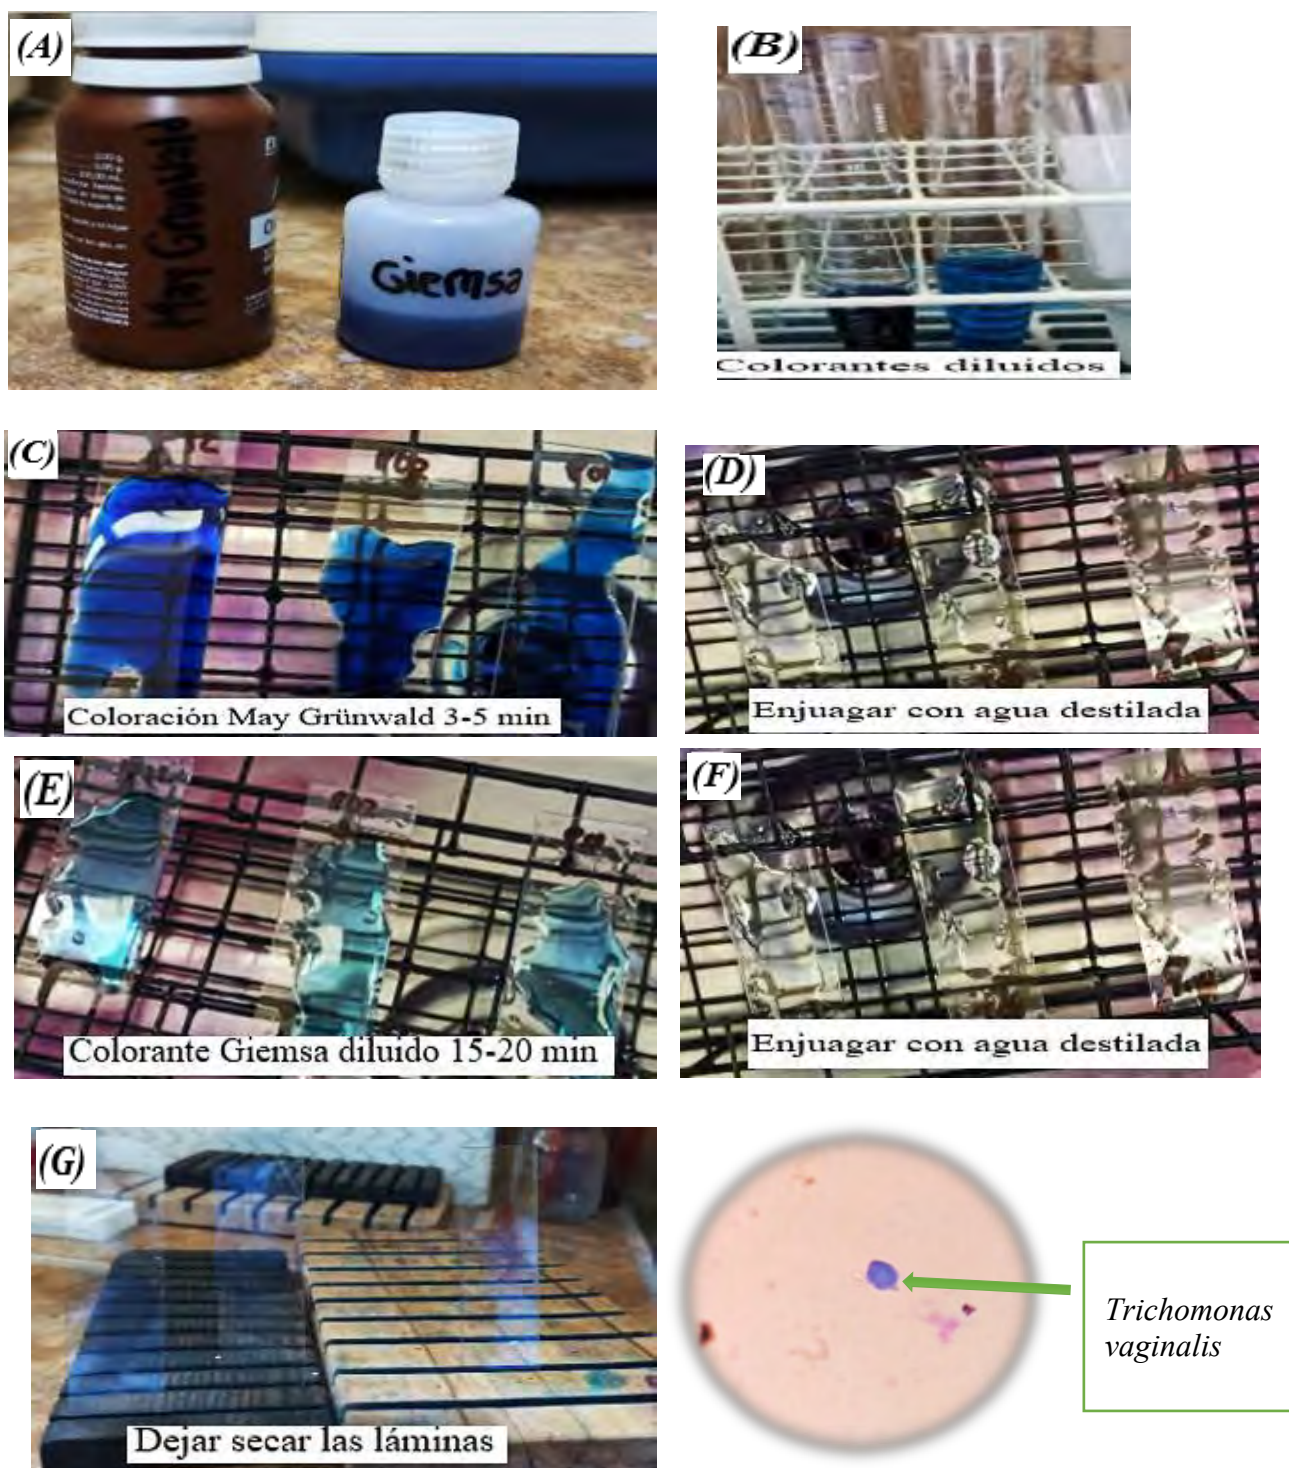 (A)
May Grunwald
Giemsa
(B)
Colorantes diluidos
(C)
Coloración May Grünwald 3-5 min
(D)
Enjuagar con agua destilada
(E)
Colorante Giemsa diluido 15-20 min
(F)
Enjuagar con agua destilada
(G)
Dejar secar las láminas
Trichomonas
vaginalis